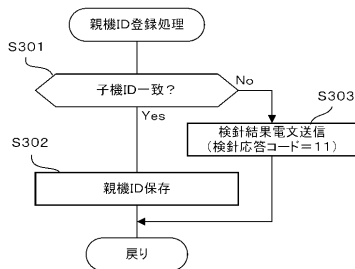 親機ID登録処理
S301
子機ID一致？
No
Yes
S303
検針結果電文送信
（検針応答コード＝11）
S302
親機ID保存
戻り